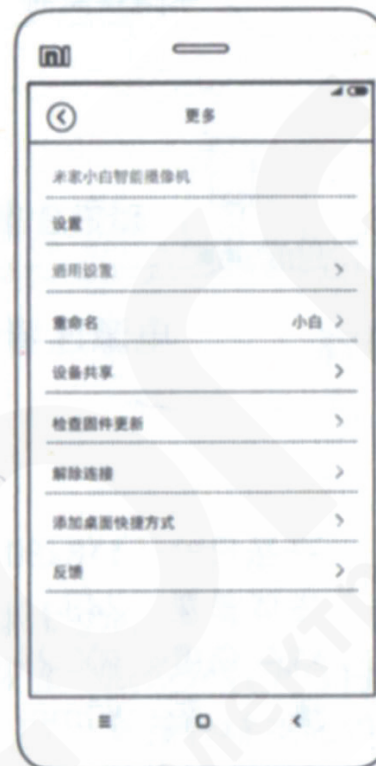 更多
米家小白智能摄像机
设置
通用设置
重命名 小白
设备共享
检查固件更新
解除连接
添加桌面快捷方式
反馈